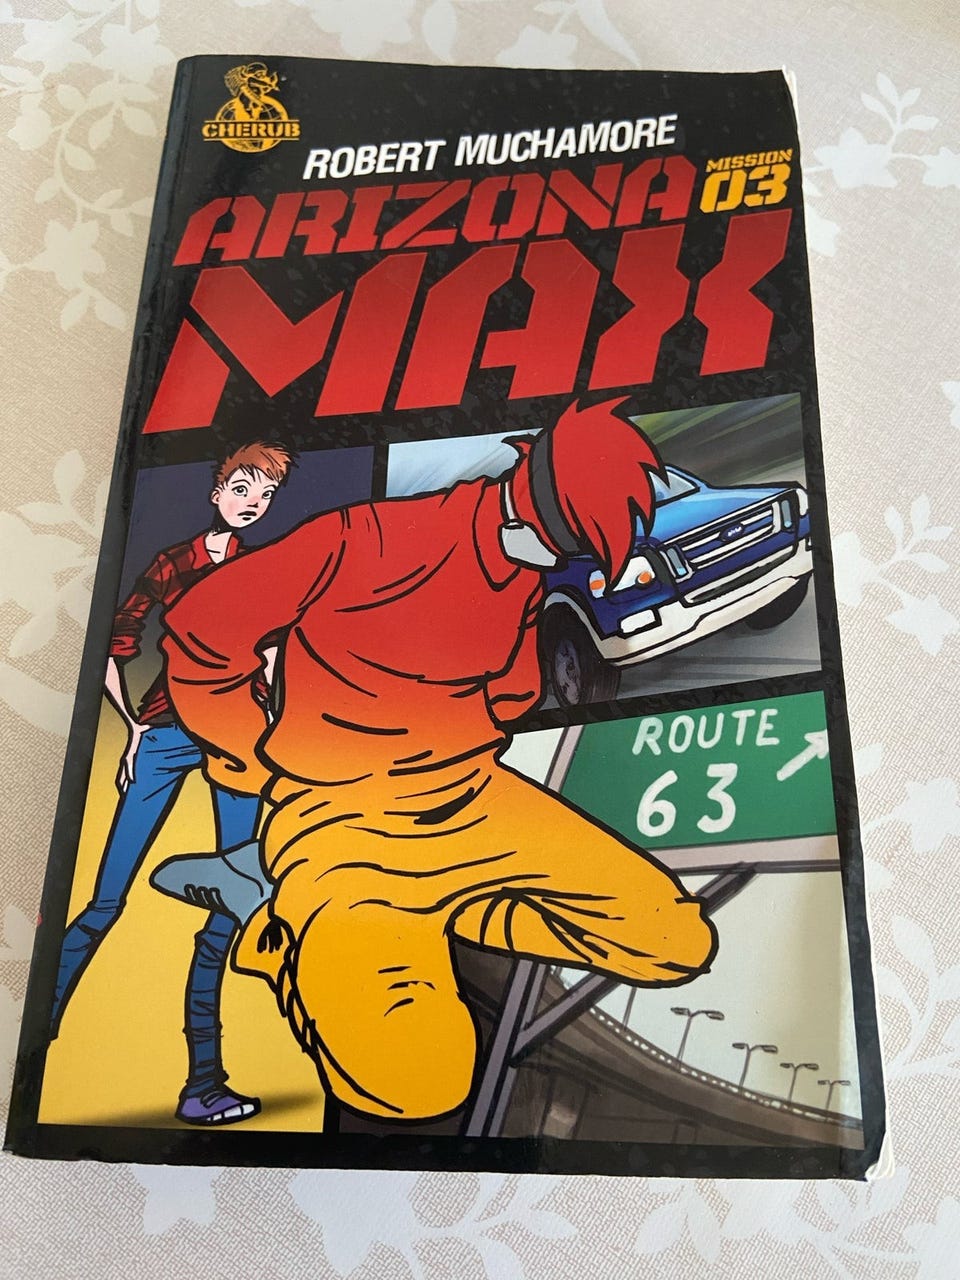 CHERUB
ROBERT MUCHAMORE
ARIZONA
MISSION
03
MAX
ROUTE
63